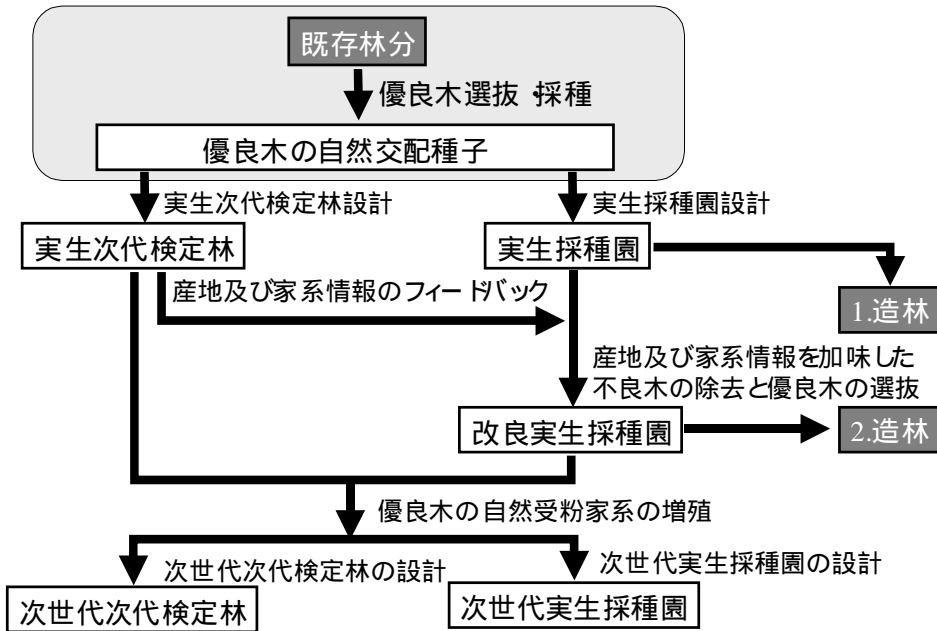 既存林分
優良木選抜・採種
優良木の自然交配種子
実生次代検定林設計
実生採種園設計
実生次代検定林
実生採種園
産地及び家系情報のフィードバック
1.造林
産地及び家系情報を加味した
不良木の除去と優良木の選抜
改良実生採種園
2.造林
優良木の自然受粉家系の増殖
次世代次代検定林の設計
次世代実生採種園の設計
次世代次代検定林
次世代実生採種園